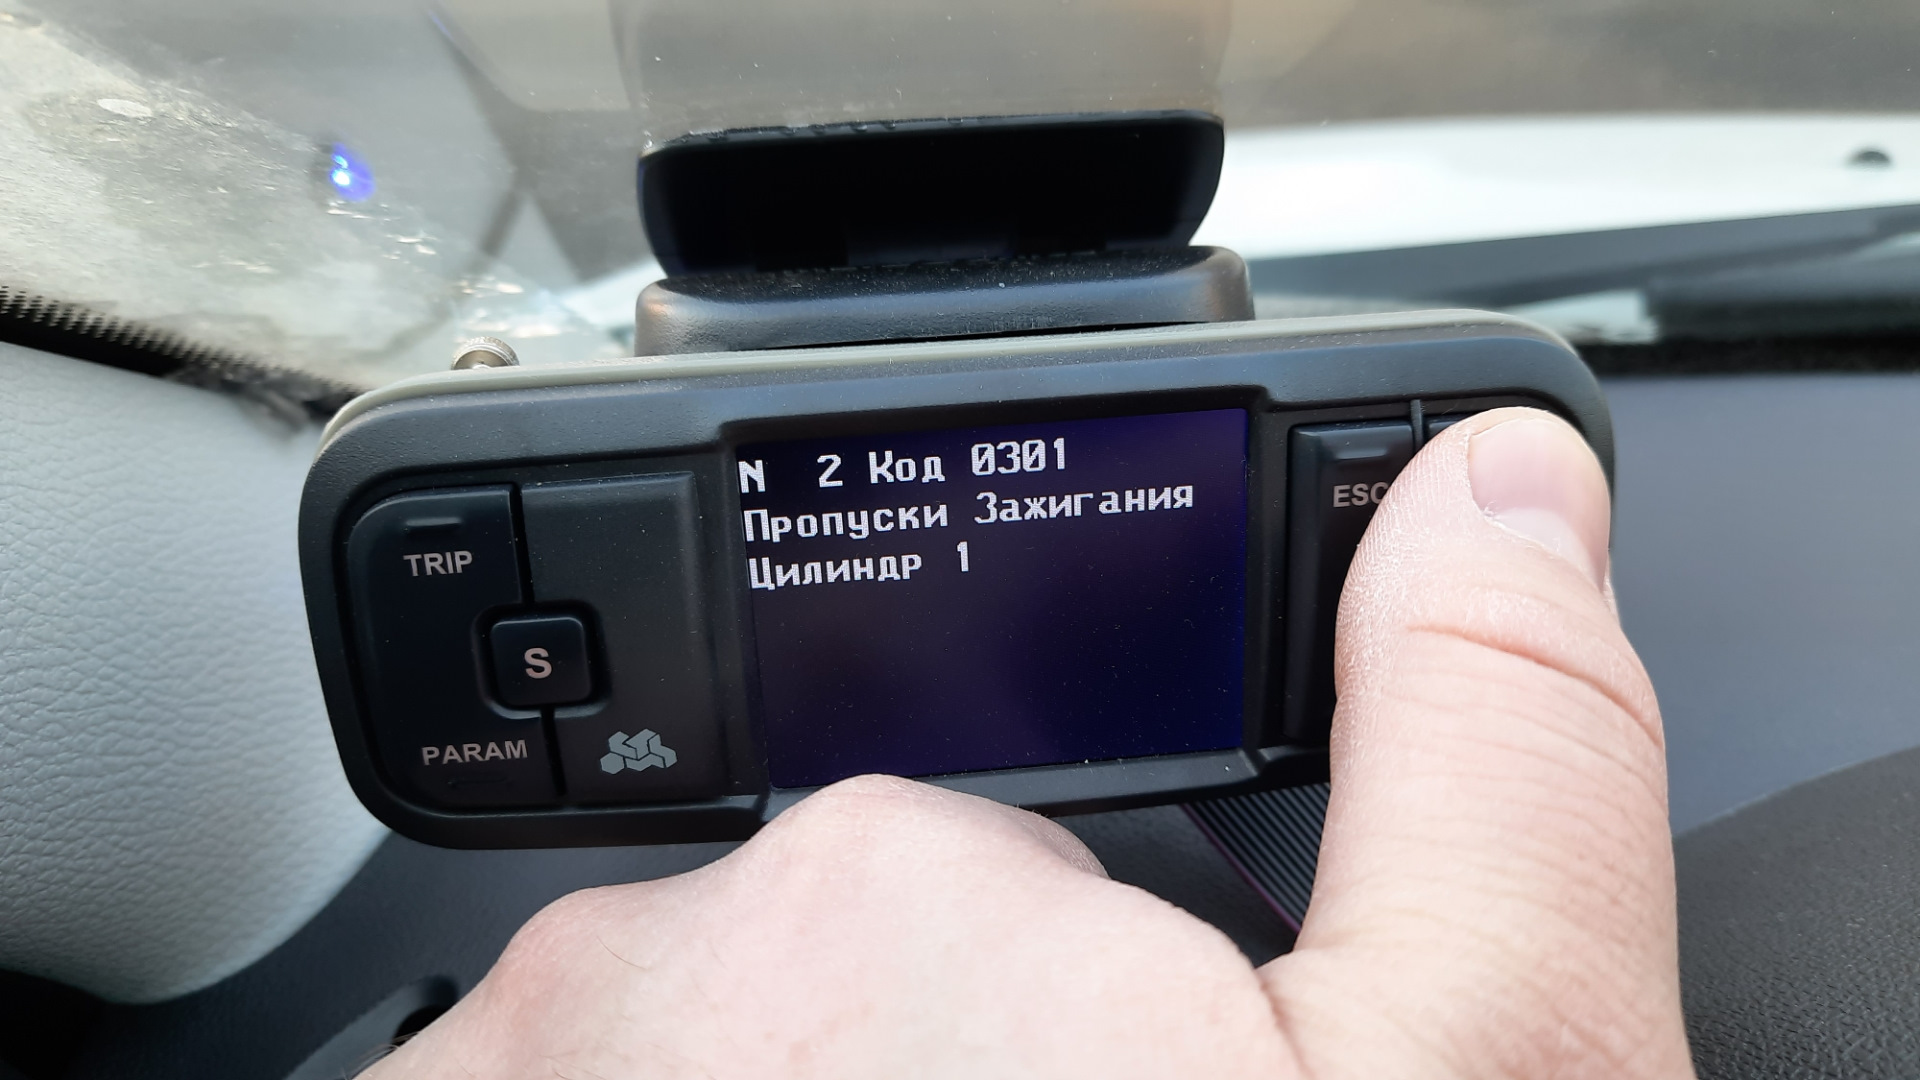 N 2 Код 0301
Пропуски Зажигания
Цилиндр 1
TRIP
S
PARAM
ESC